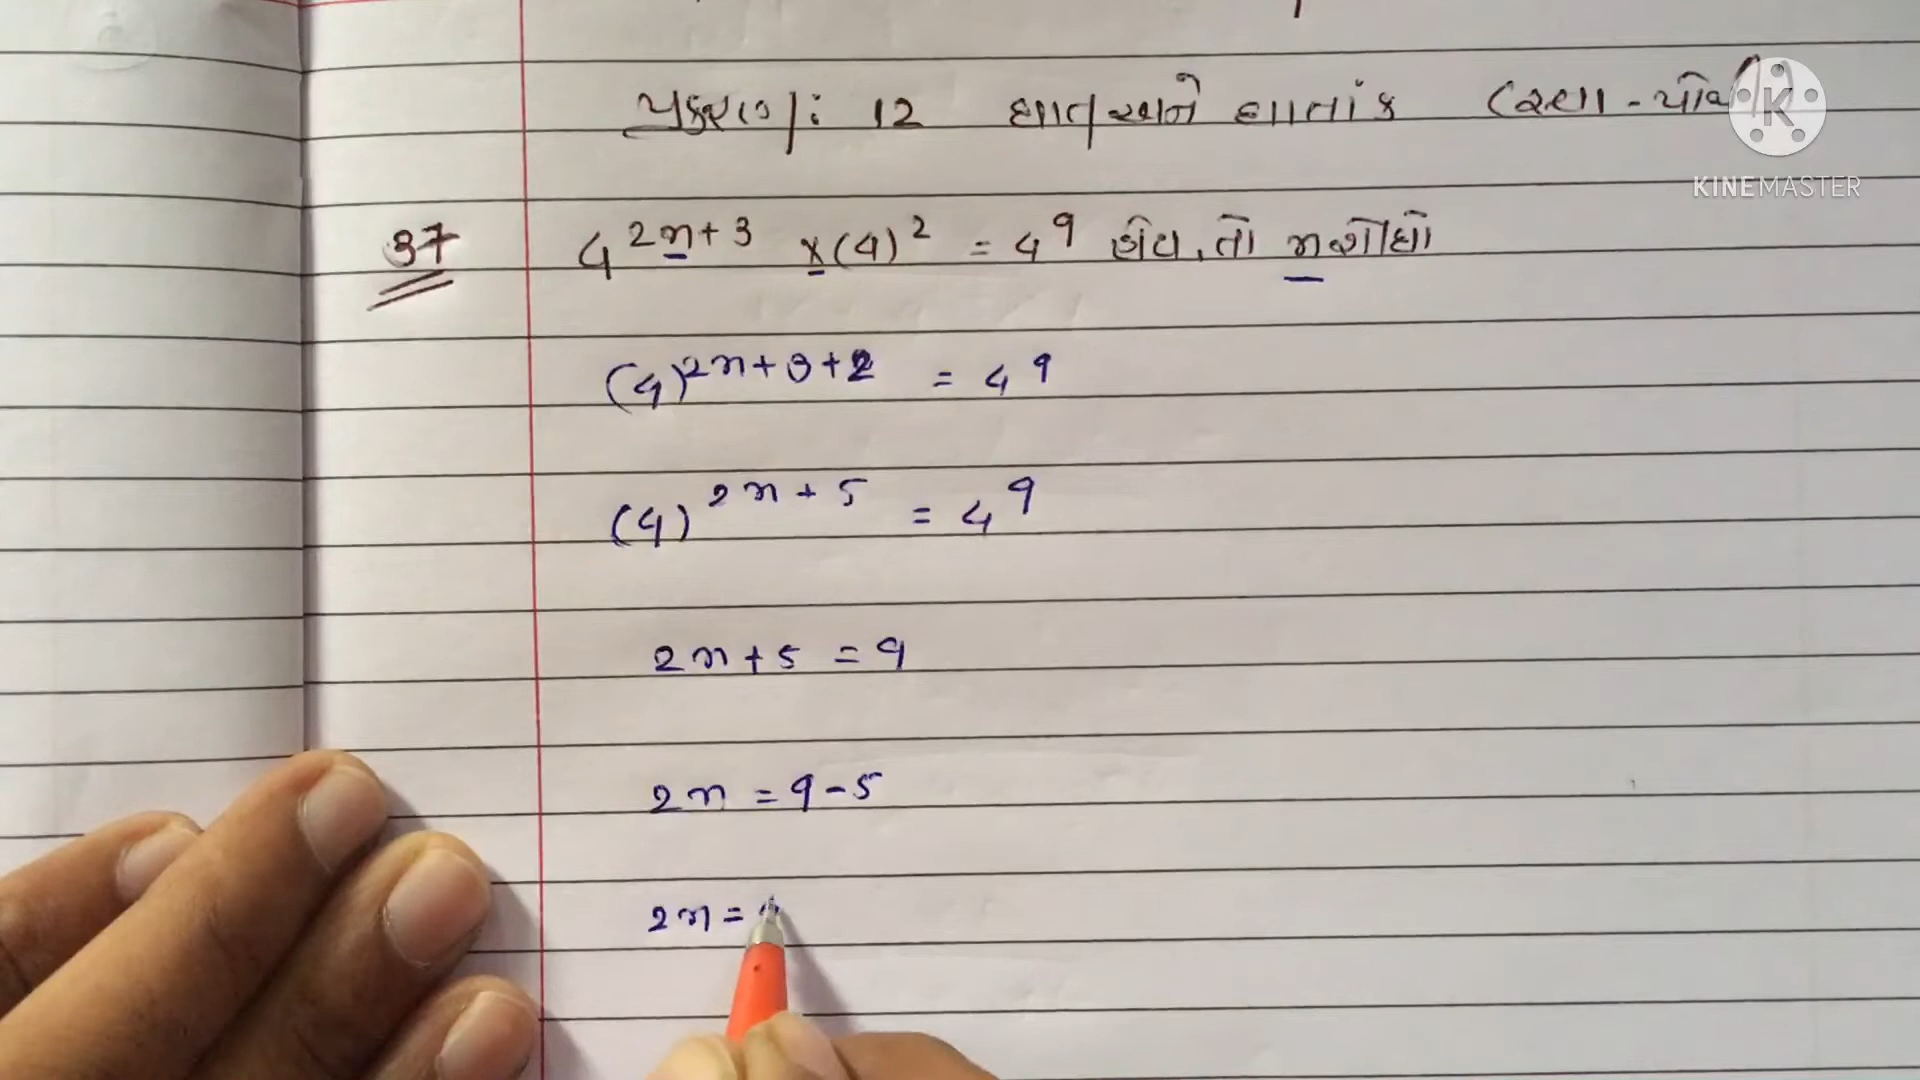 પ્રકરણ : 12 ઘાત અને ઘાતાંક
KINEMASTER
37 4^{2n+3} × (4)^2 = 4^9 હોય, તો n શોધો
(4)^{2n+3+2} = 4^9
(4)^{2n+5} = 4^9
2n + 5 = 9
2n = 9 - 5
2n =